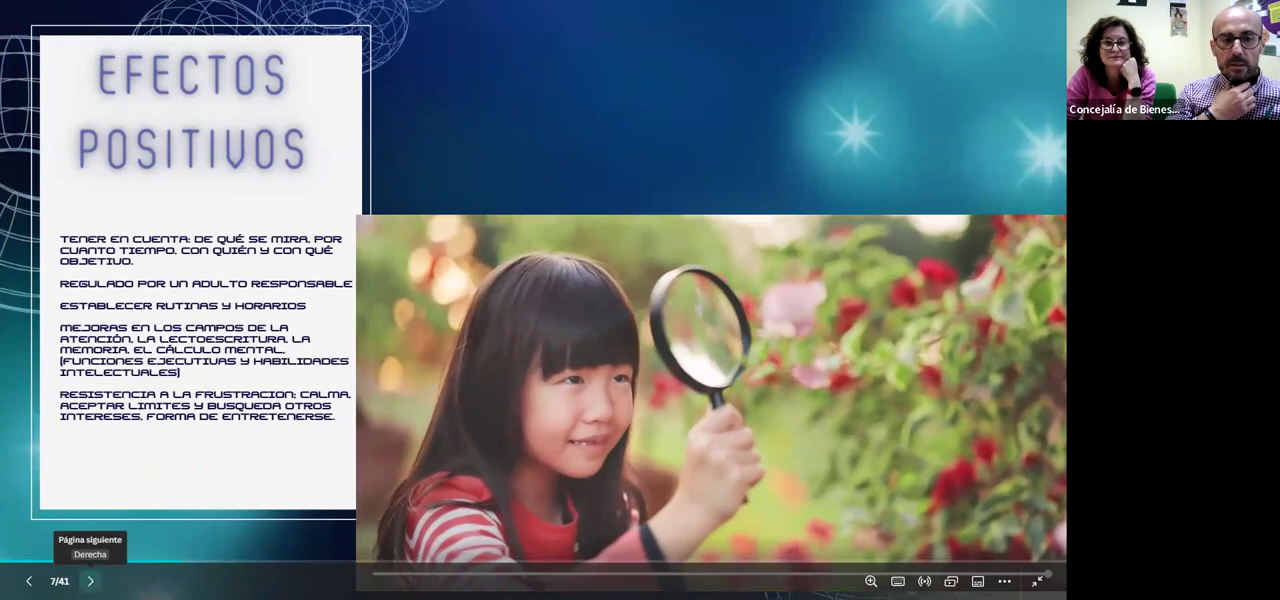 EFECTOS
POSITIVOS
TENER EN CUENTA: DE QUÉ SE MIRA, POR
CUANTO TIEMPO, CON QUIÉN Y CON QUÉ
OBJETIVO.
REGULADO POR UN ADULTO RESPONSABLE
ESTABLECER RUTINAS Y HORARIOS
MEJORAS EN LOS CAMPOS DE LA
ATENCIÓN, LA LECTOESCRITURA, LA
MEMORIA, EL CÁLCULO MENTAL,
(FUNCIONES EJECUTIVAS Y HABILIDADES
INTELECTUALES)
RESISTENCIA A LA FRUSTRACION; CALMA,
ACEPTAR LIMITES Y BUSQUEDA OTROS
INTERESES, FORMA DE ENTRETENERSE.
Página siguiente
Derecha
7/41
Concejalía de Bienes...